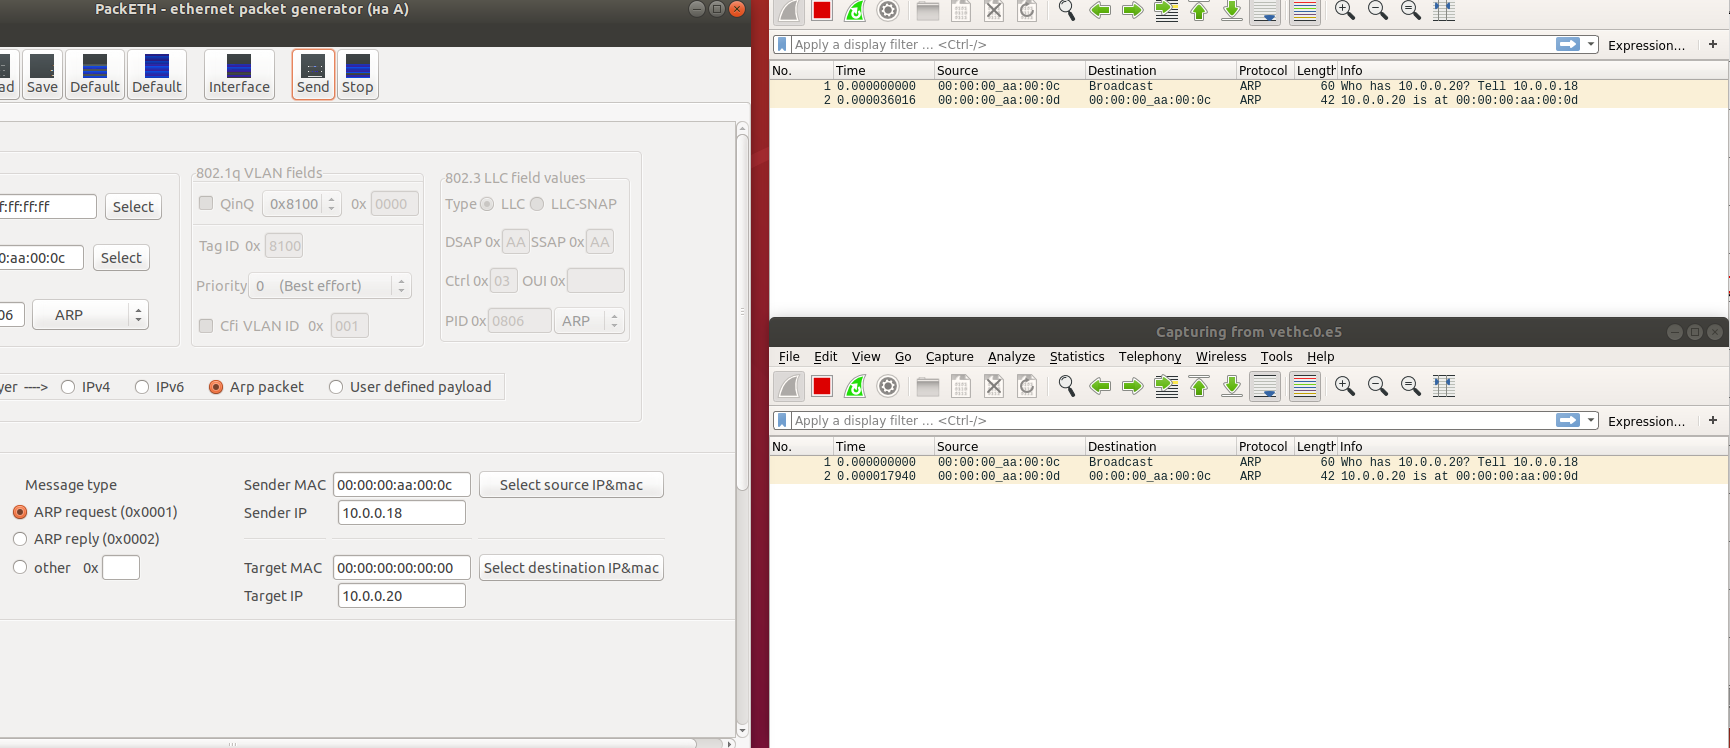 PackETH - ethernet packet generator (на A)
ad Save Default Default Interface Send Stop
802.1q VLAN fields
QinQ 0x8100 0x 0000
Tag ID 0x 8100
Priority 0 (Best effort)
Cfi VLAN ID 0x 001
802.3 LLC field values
Type LLC LLC-SNAP
DSAP 0x AA SSAP 0x AA
Ctrl 0x 03 OUI 0x
PID 0x 0806 ARP
f:ff:ff:ff Select
0:aa:00:0c Select
06 ARP
yer ----> IPv4 IPv6 Arp packet User defined payload
Message type
ARP request (0x0001)
ARP reply (0x0002)
other 0x
Sender MAC 00:00:00:aa:00:0c Select source IP&mac
Sender IP 10.0.0.18
Target MAC 00:00:00:00:00:00 Select destination IP&mac
Target IP 10.0.0.20
Apply a display filter ... <Ctrl-/> Expression... +
No. Time Source Destination Protocol Length Info
1 0.000000000 00:00:00_aa:00:0c Broadcast ARP 60 Who has 10.0.0.20? Tell 10.0.0.18
2 0.000036016 00:00:00_aa:00:0d 00:00:00_aa:00:0c ARP 42 10.0.0.20 is at 00:00:00:aa:00:0d
Capturing from vethc.0.e5
File Edit View Go Capture Analyze Statistics Telephony Wireless Tools Help
Apply a display filter ... <Ctrl-/> Expression... +
No. Time Source Destination Protocol Length Info
1 0.000000000 00:00:00_aa:00:0c Broadcast ARP 60 Who has 10.0.0.20? Tell 10.0.0.18
2 0.000017940 00:00:00_aa:00:0d 00:00:00_aa:00:0c ARP 42 10.0.0.20 is at 00:00:00:aa:00:0d